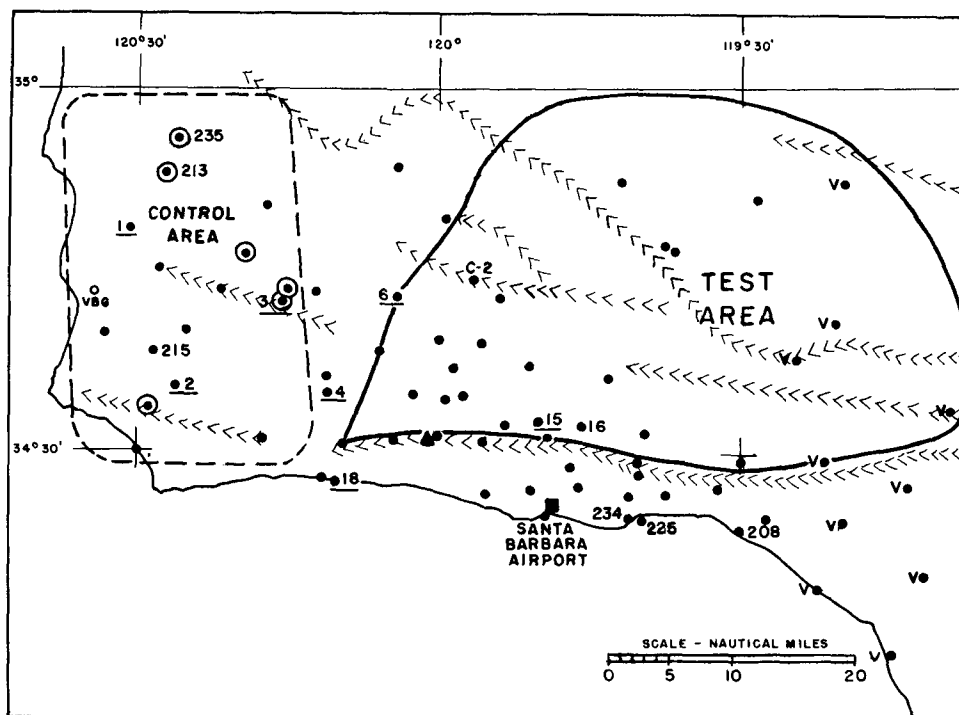 120°30'
120°
119°30'
35°
235
213
CONTROL
AREA
1
C-2
TEST
AREA
VBG
3
6
V
V
V
215
2
4
V
15
16
34°30'
V
18
V
234
225
208
V
SANTA
BARBARA
AIRPORT
V
V
SCALE - NAUTICAL MILES
0 5 10 20
V